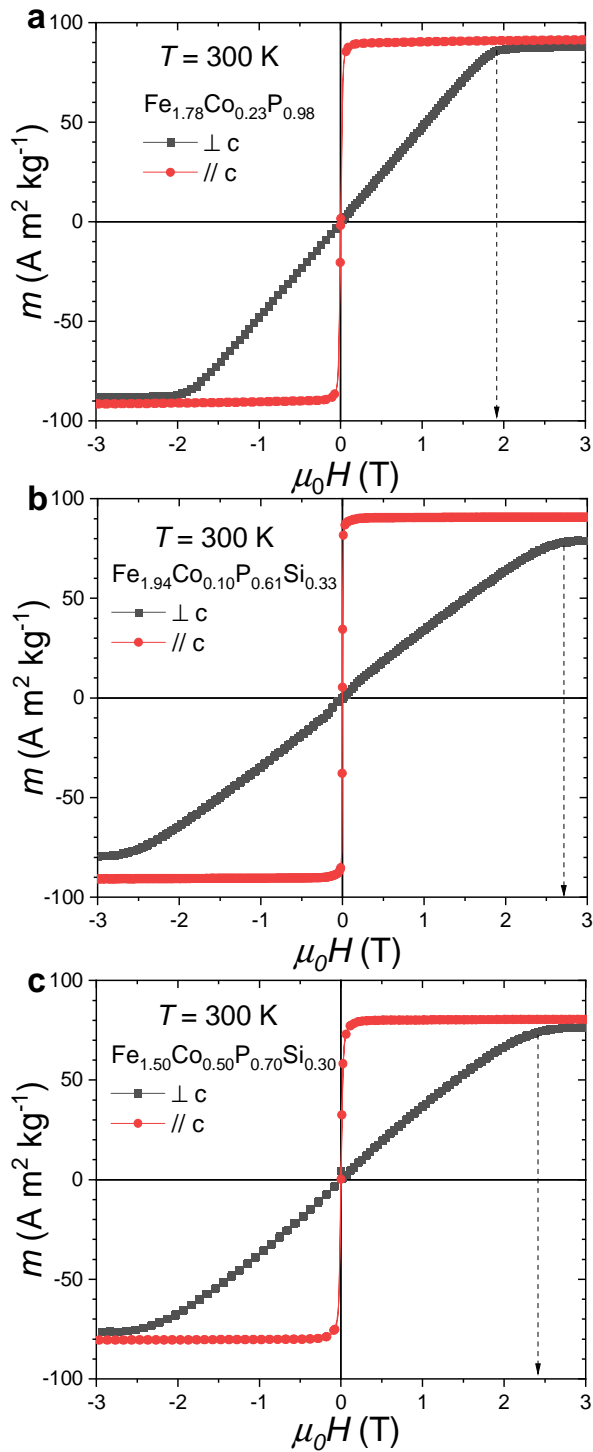 a
100
T = 300 K
Fe1.78Co0.23P0.98
⊥ c
// c
50
0
-50
-100
m (A m² kg⁻¹)
-3 -2 -1 0 1 2 3
μ0H (T)
b
100
T = 300 K
Fe1.94Co0.10P0.61Si0.33
⊥ c
// c
50
0
-50
-100
m (A m² kg⁻¹)
-3 -2 -1 0 1 2 3
μ0H (T)
c
100
T = 300 K
Fe1.50Co0.50P0.70Si0.30
⊥ c
// c
50
0
-50
-100
m (A m² kg⁻¹)
-3 -2 -1 0 1 2 3
μ0H (T)